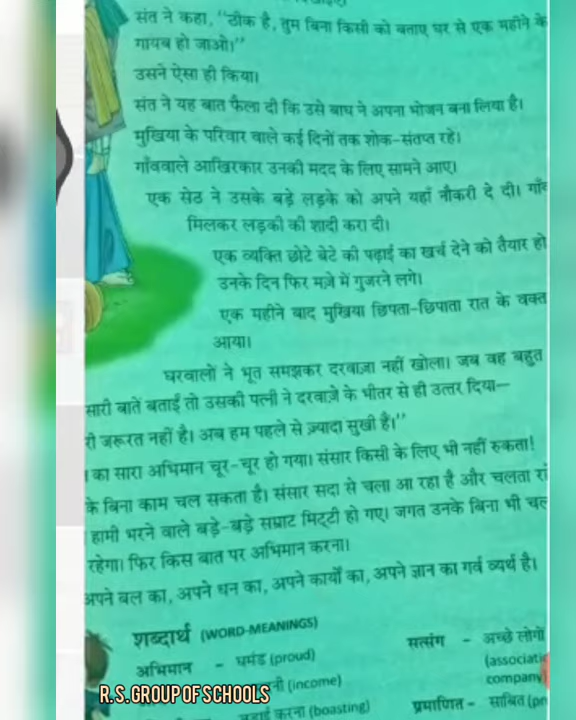 संत ने कहा, "ठीक है, तुम बिना किसी को बताए घर से एक महीने के
गायब हो जाओ।"
उसने ऐसा ही किया।
संत ने यह बात फैला दी कि उसे बाघ ने अपना भोजन बना लिया है।
मुखिया के परिवार वाले कई दिनों तक शोक-संतप्त रहे।
गाँववाले आखिरकार उनकी मदद के लिए सामने आए।
एक सेठ ने उसके बड़े लड़के को अपने यहाँ नौकरी दे दी। गाँव
मिलकर लड़की की शादी करा दी।
एक व्यक्ति छोटे बेटे की पढ़ाई का खर्च देने को तैयार हो
उनके दिन फिर मज़े में गुजरने लगे।
एक महीने बाद मुखिया छिपता-छिपाता रात के वक्त
आया।
घरवालों ने भूत समझकर दरवाज़ा नहीं खोला। जब वह बहुत
सारी बातें बताईं तो उसकी पत्नी ने दरवाज़े के भीतर से ही उत्तर दिया—
री जरूरत नहीं है। अब हम पहले से ज़्यादा सुखी हैं।"
का सारा अभिमान चूर-चूर हो गया। संसार किसी के लिए भी नहीं रुकता!
के बिना काम चल सकता है। संसार सदा से चला आ रहा है और चलता रा
हामी भरने वाले बड़े-बड़े सम्राट मिट्टी हो गए। जगत उनके बिना भी चल
रहेगा। फिर किस बात पर अभिमान करना।
अपने बल का, अपने धन का, अपने कार्यों का, अपने ज्ञान का गर्व व्यर्थ है।
शब्दार्थ (WORD-MEANINGS)
अभिमान - घमंड (proud)
नी (income)
करना (boasting)
सत्संग - अच्छे लोगों
(associatio
company
प्रमाणित - साबित (pr
R.S.GROUP OF SCHOOLS